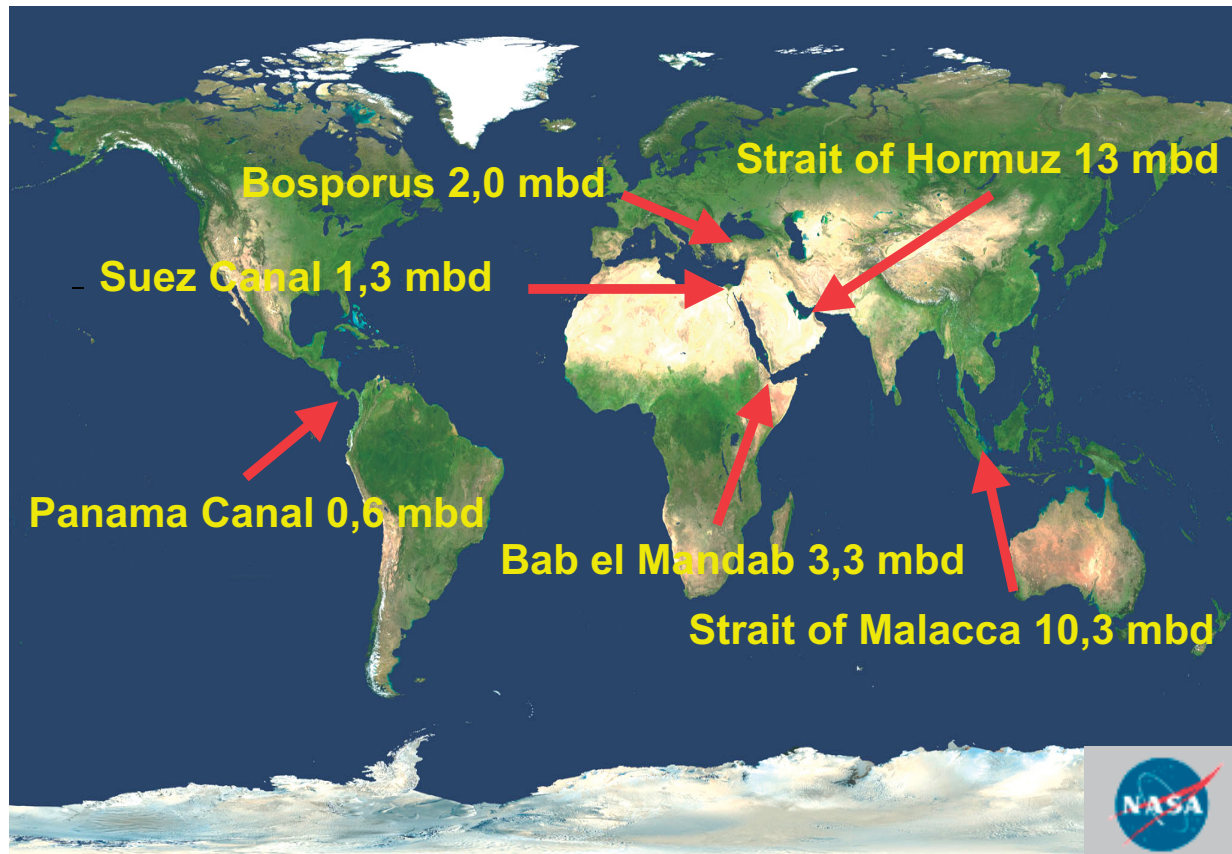 Strait of Hormuz 13 mbd
Bosporus 2,0 mbd
Suez Canal 1,3 mbd
Panama Canal 0,6 mbd
Bab el Mandab 3,3 mbd
Strait of Malacca 10,3 mbd
NASA